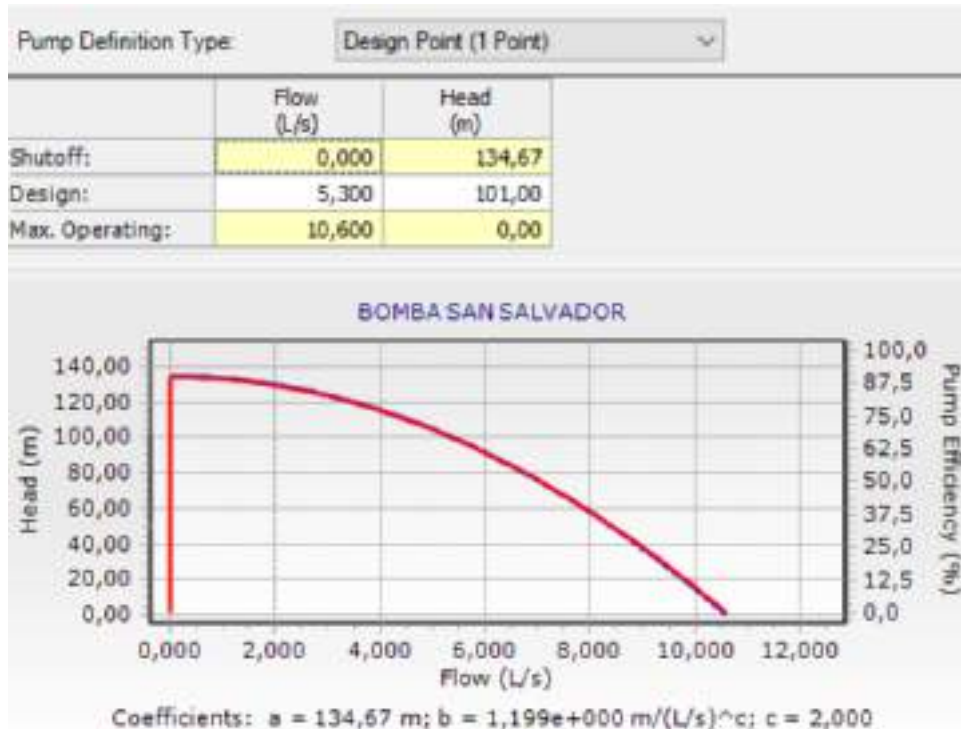 Pump Definition Type: Design Point (1 Point)
Flow (L/s) Head (m)
Shutoff: 0,000 134,67
Design: 5,300 101,00
Max. Operating: 10,600 0,00
BOMBA SAN SALVADOR
140,00
120,00
100,00
80,00
60,00
40,00
20,00
0,00
Head (m)
100,0
87,5
75,0
62,5
50,0
37,5
25,0
12,5
0,0
Pump Efficiency (%)
0,000 2,000 4,000 6,000 8,000 10,000 12,000
Flow (L/s)
Coefficients: a = 134,67 m; b = 1,199e+000 m/(L/s)^c; c = 2,000